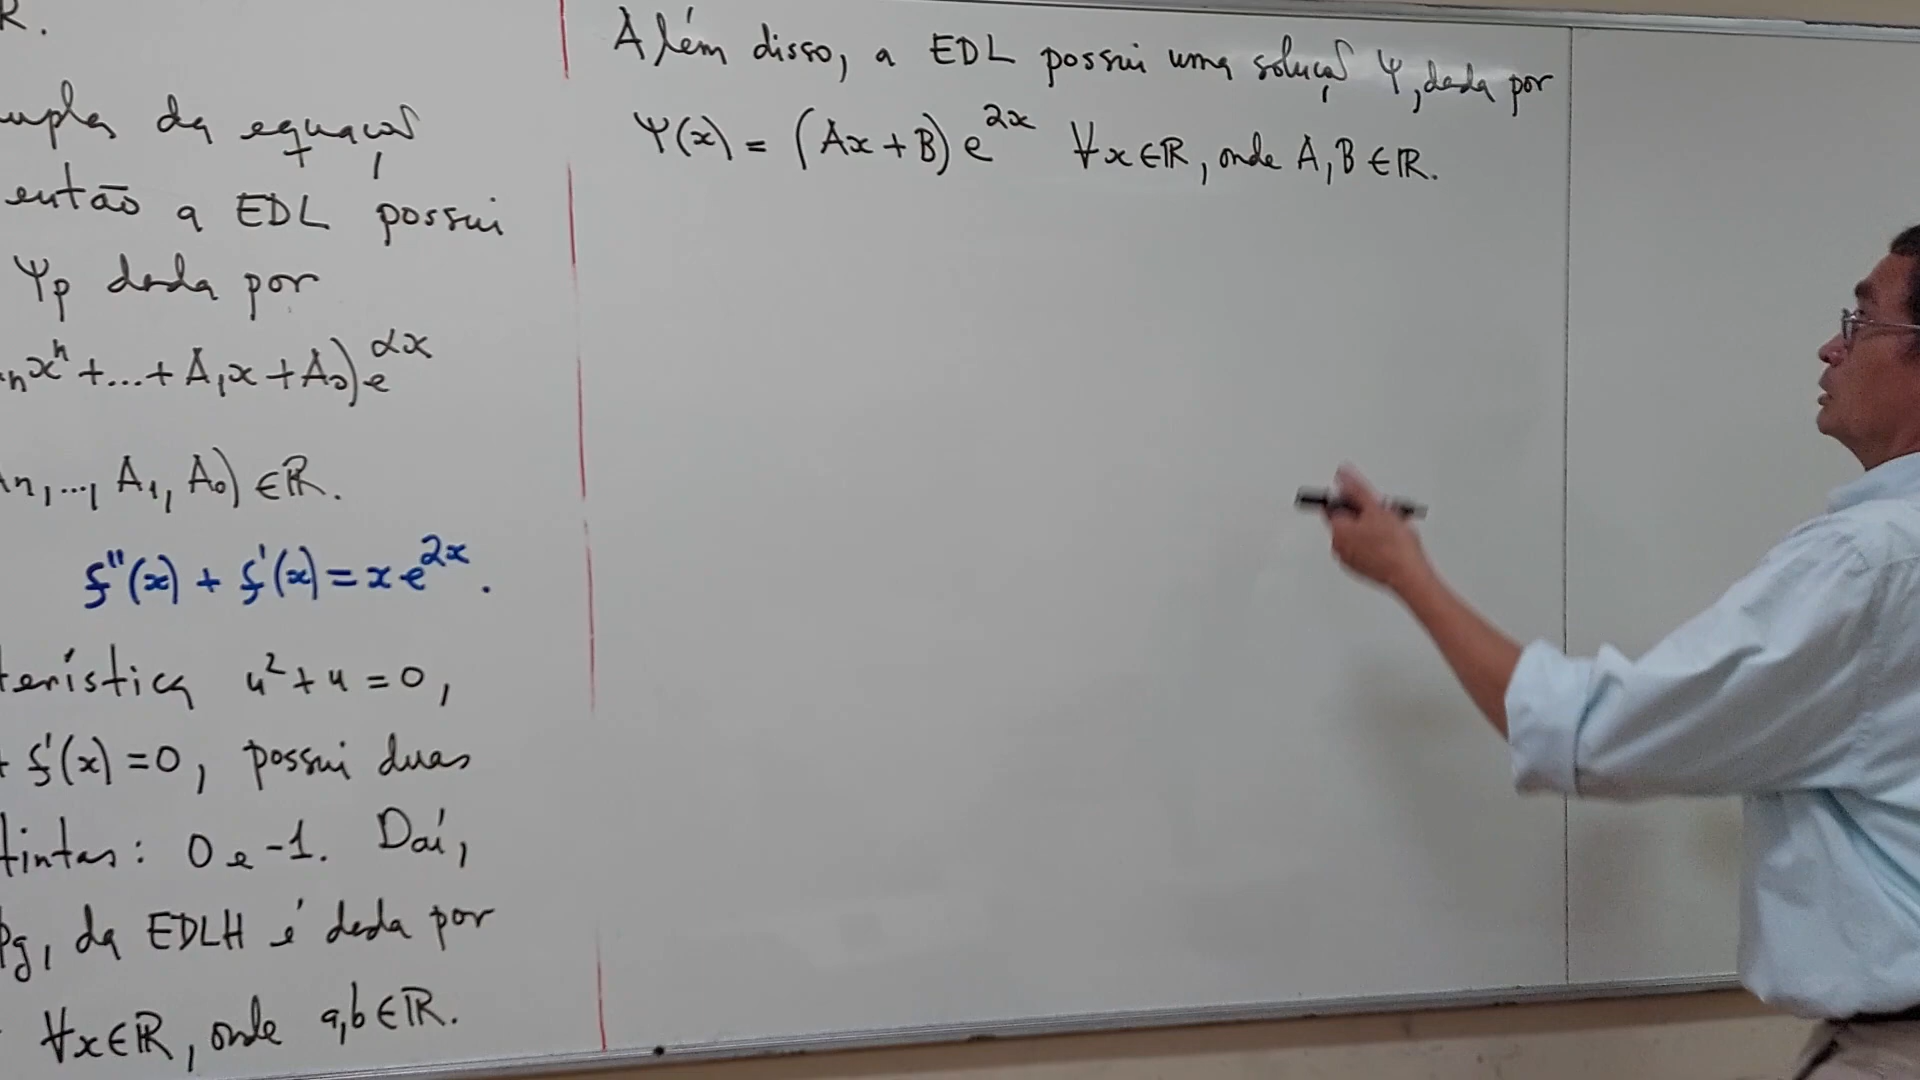 R.
da equação
então a EDL possui
Ψp dada por
xⁿ + ... + A₁x + A₀)e^αx
n, ..., A₁, A₀) ∈ ℝ.
f''(x) + f'(x) = x e^2x.
terística u² + u = 0,
+ f'(x) = 0, possui duas
tintas: 0 e -1. Daí,
g, da EDLH é dada por
∀x∈ℝ, onde a,b∈ℝ.
Além disso, a EDL possui uma solução Ψ, dada por
Ψ(x) = (Ax + B) e^2x ∀x∈ℝ, onde A, B ∈ ℝ.